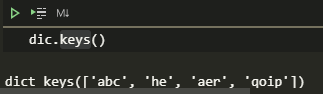 M↓
dic.keys()
dict_keys(['abc', 'he', 'aer', 'qoip'])